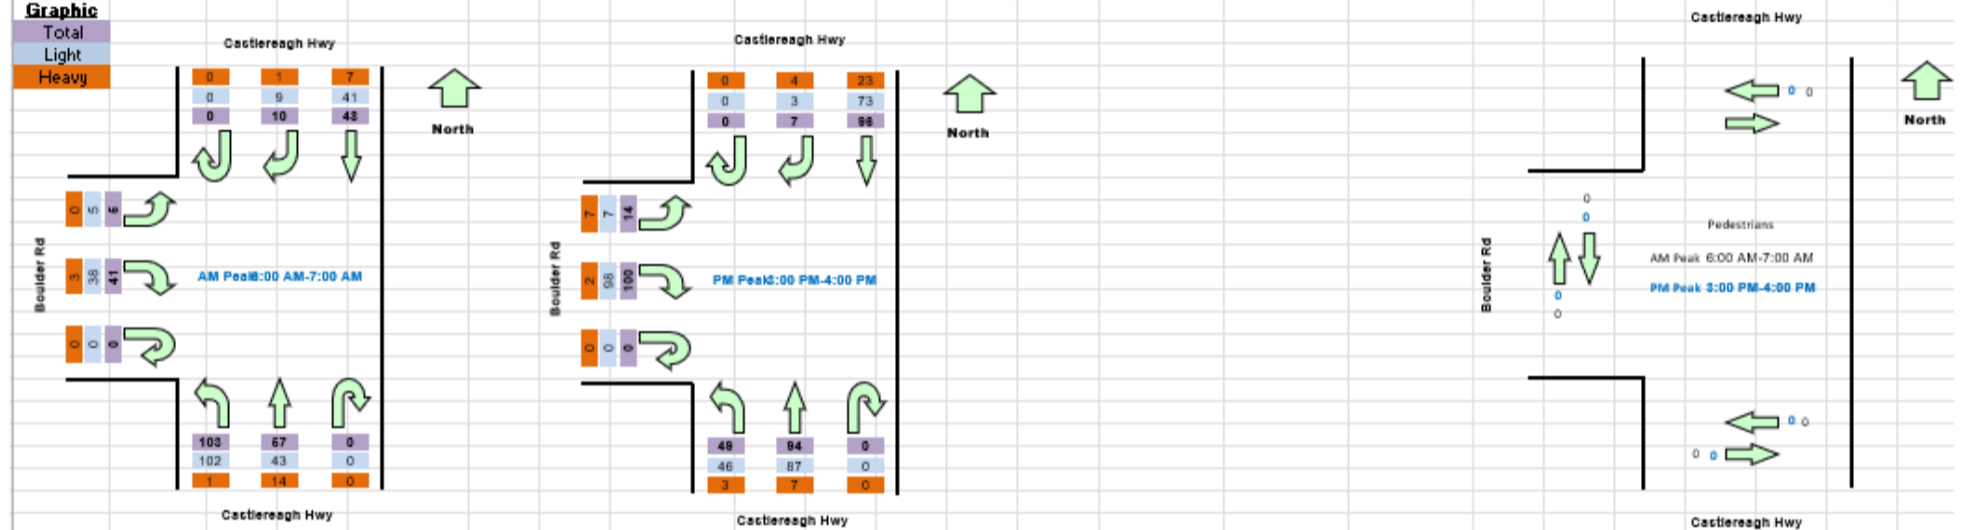 Graphic
Total
Light
Heavy
Castlereagh Hwy
0 1 7
0 9 41
0 10 48
North
0 5 5
3 38 41
0 0 0
Boulder Rd
AM Peak6:00 AM-7:00 AM
103 57 0
102 43 0
1 14 0
Castlereagh Hwy
Castlereagh Hwy
0 4 23
0 3 73
0 7 96
North
7 7 14
2 98 100
0 0 0
Boulder Rd
PM Peak3:00 PM-4:00 PM
49 94 0
46 87 0
3 7 0
Castlereagh Hwy
Castlereagh Hwy
0 0
North
0
0
Pedestrians
AM Peak 6:00 AM-7:00 AM
PM Peak 3:00 PM-4:00 PM
Boulder Rd
0
0
0 0
0 0
Castlereagh Hwy